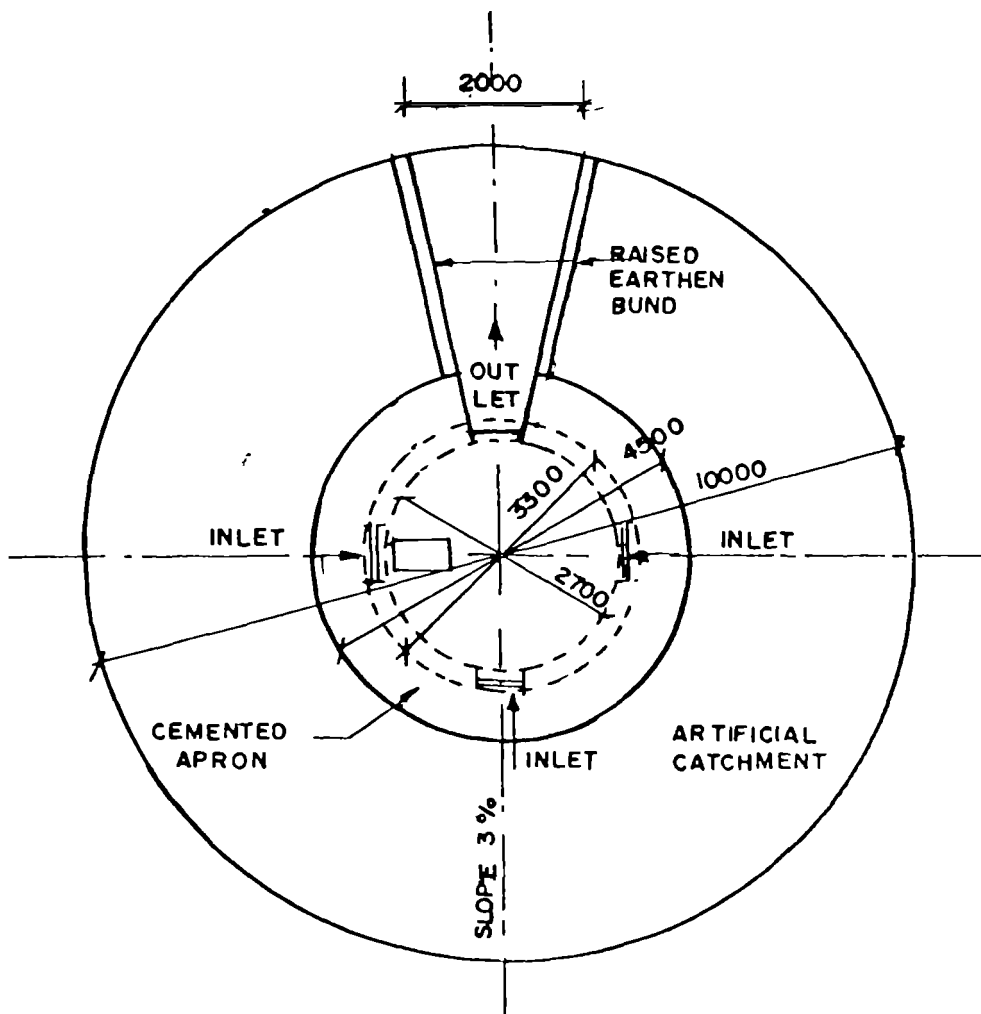 2000
RAISED
EARTHEN
BUND
OUT
LET
4500
3300
10000
INLET
INLET
2700
CEMENTED
APRON
INLET
ARTIFICIAL
CATCHMENT
SLOPE 3%